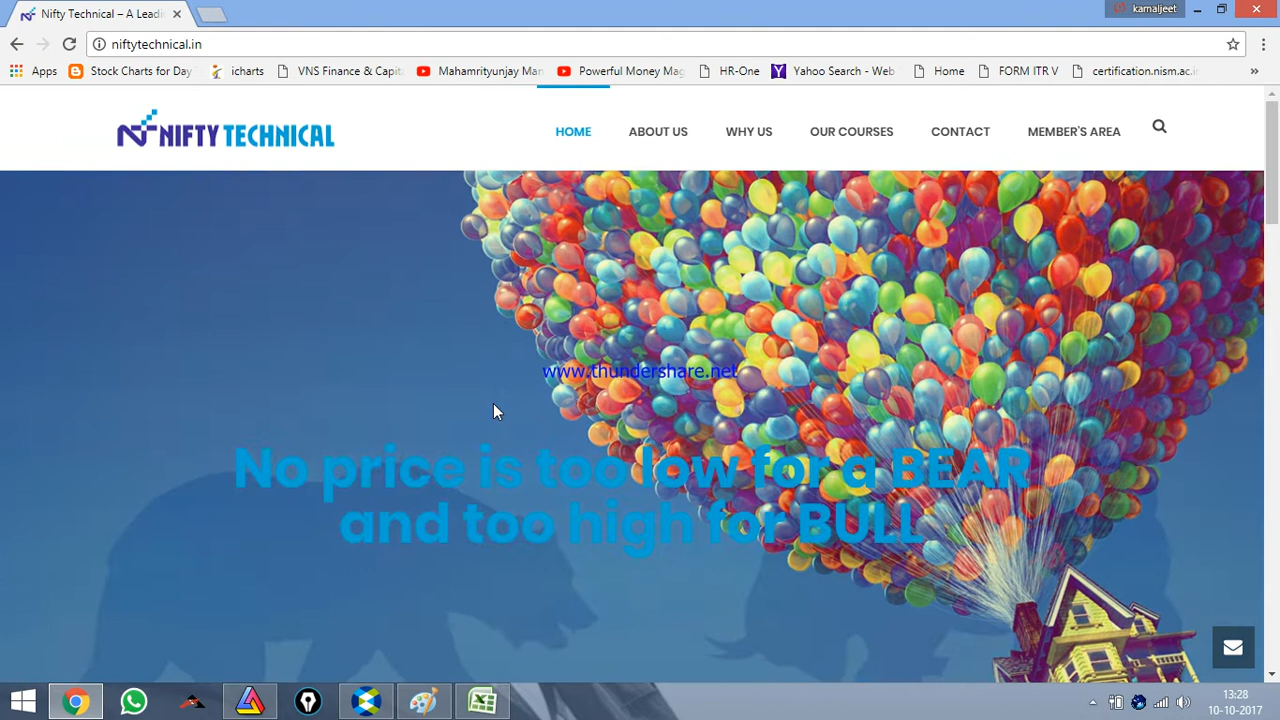 Nifty Technical – A Leadi
kamaljeet
niftytechnical.in
Apps
Stock Charts for Day
icharts
VNS Finance & Capita
Mahamrityunjay Man
Powerful Money Mag
HR-One
Yahoo Search - Web
Home
FORM ITR V
certification.nism.ac.in
NIFTY TECHNICAL
HOME
ABOUT US
WHY US
OUR COURSES
CONTACT
MEMBER'S AREA
www.thundershare.net
No price is too low for a BEAR
and too high for BULL
13:28
10-10-2017